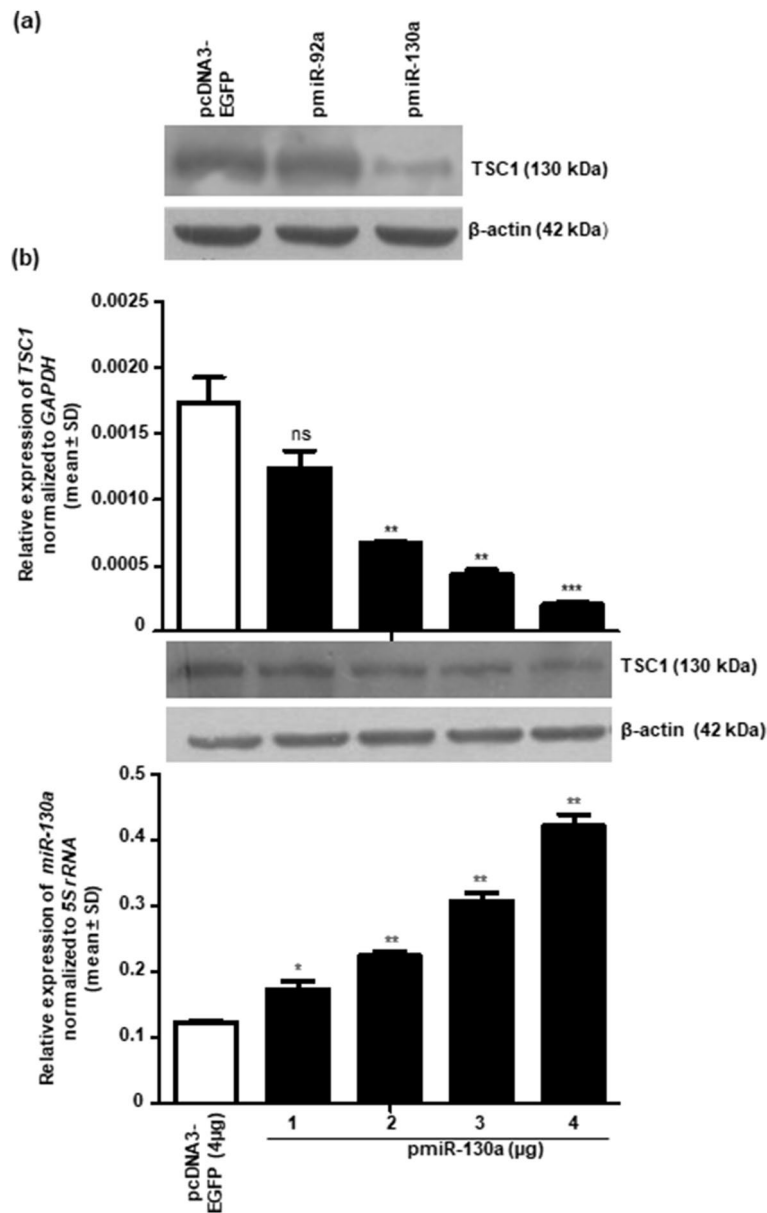 (a)
pcDNA3-
EGFP
pmiR-92a
pmiR-130a
TSC1 (130 kDa)
β-actin (42 kDa)
(b)
Relative expression of TSC1
normalized to GAPDH
(mean ± SD)
0.0025
0.0020
0.0015
0.0010
0.0005
0
ns
**
**
***
TSC1 (130 kDa)
β-actin (42 kDa)
Relative expression of miR-130a
normalized to 5S rRNA
(mean ± SD)
0.5
0.4
0.3
0.2
0.1
0
*
**
**
**
pcDNA3-
EGFP (4µg)
1 2 3 4
pmiR-130a (µg)